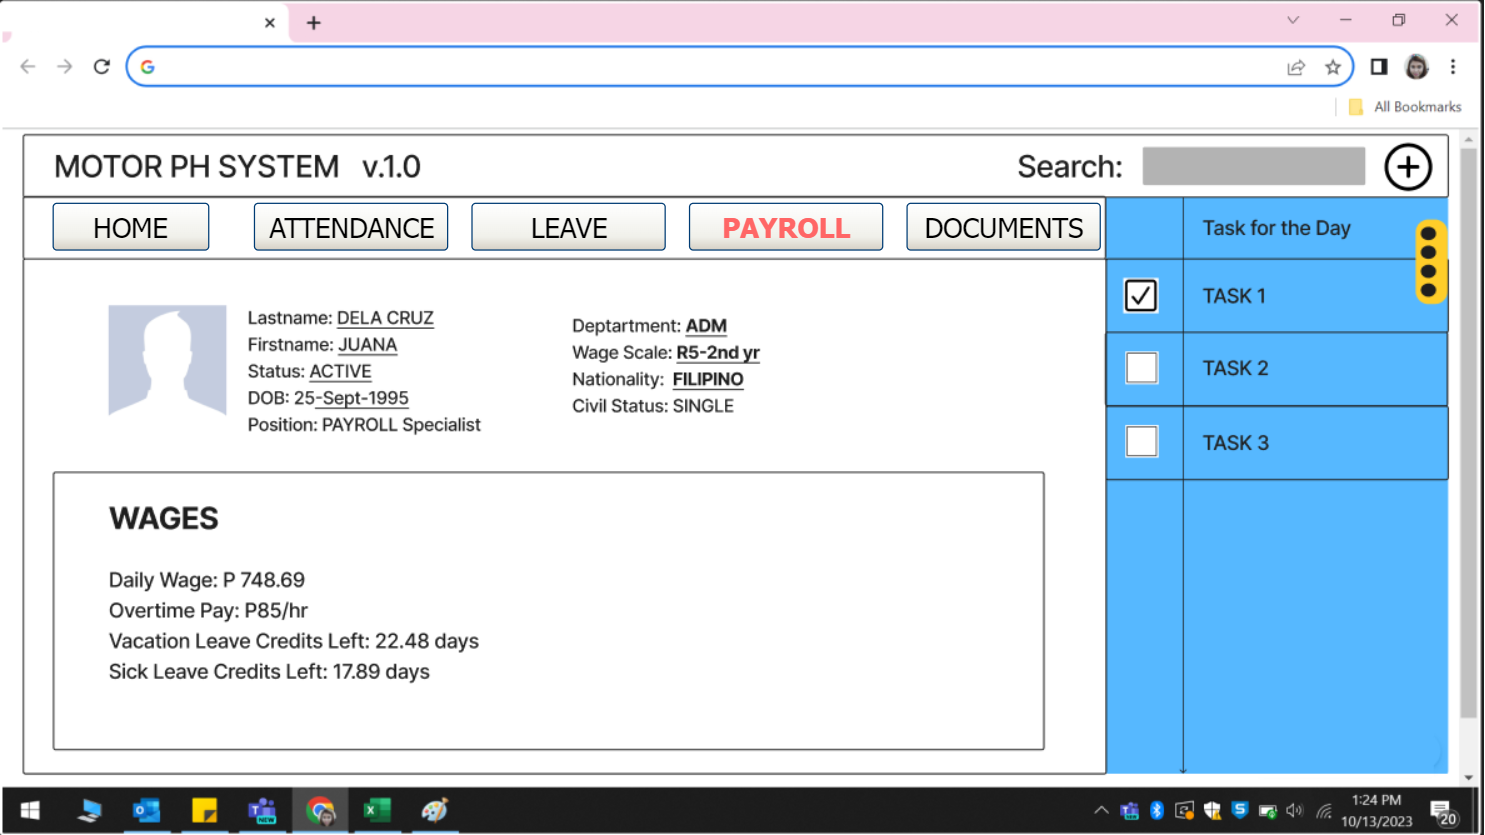 MOTOR PH SYSTEM v.1.0
Search:
HOME
ATTENDANCE
LEAVE
PAYROLL
DOCUMENTS
All Bookmarks
Task for the Day
TASK 1
TASK 2
TASK 3
Lastname: DELA CRUZ
Firstname: JUANA
Status: ACTIVE
DOB: 25-Sept-1995
Position: PAYROLL Specialist
Deptartment: ADM
Wage Scale: R5-2nd yr
Nationality: FILIPINO
Civil Status: SINGLE
WAGES
Daily Wage: P 748.69
Overtime Pay: P85/hr
Vacation Leave Credits Left: 22.48 days
Sick Leave Credits Left: 17.89 days
NEW
1:24 PM
10/13/2023
20